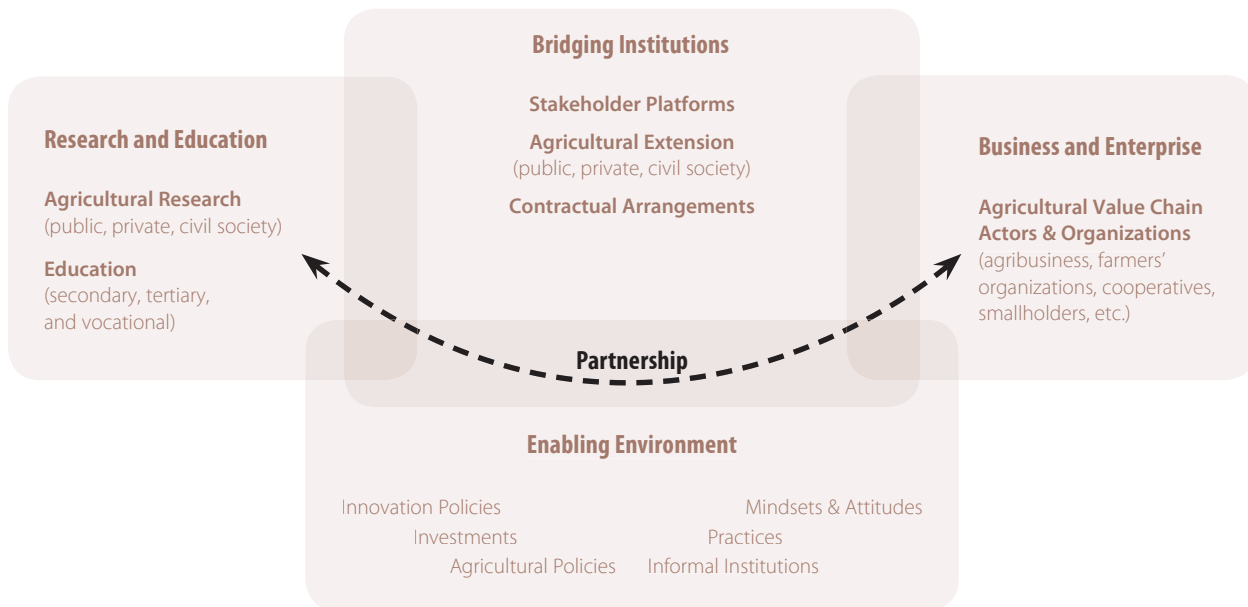 Bridging Institutions
Stakeholder Platforms
Agricultural Extension
(public, private, civil society)
Contractual Arrangements
Research and Education
Agricultural Research
(public, private, civil society)
Education
(secondary, tertiary,
and vocational)
Business and Enterprise
Agricultural Value Chain
Actors & Organizations
(agribusiness, farmers’
organizations, cooperatives,
smallholders, etc.)
Partnership
Enabling Environment
Innovation Policies
Investments
Agricultural Policies
Mindsets & Attitudes
Practices
Informal Institutions